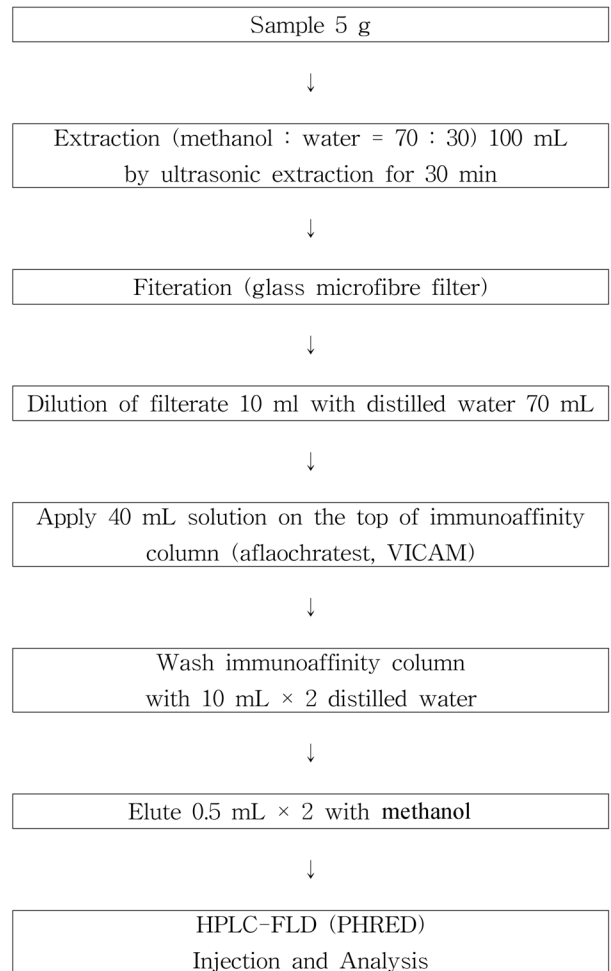 Sample 5 g
↓
Extraction (methanol : water = 70 : 30) 100 mL
by ultrasonic extraction for 30 min
↓
Fiteration (glass microfibre filter)
↓
Dilution of filterate 10 ml with distilled water 70 mL
↓
Apply 40 mL solution on the top of immunoaffinity
column (aflaochratest, VICAM)
↓
Wash immunoaffinity column
with 10 mL × 2 distilled water
↓
Elute 0.5 mL × 2 with methanol
↓
HPLC-FLD (PHRED)
Injection and Analysis